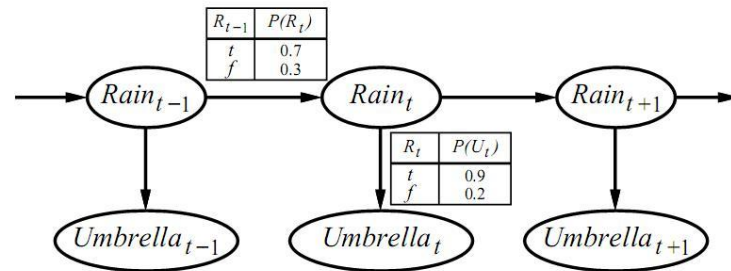 R_{t-1} P(R_t)
t 0.7
f 0.3
Rain_{t-1} Rain_t Rain_{t+1}
R_t P(U_t)
t 0.9
f 0.2
Umbrella_{t-1} Umbrella_t Umbrella_{t+1}